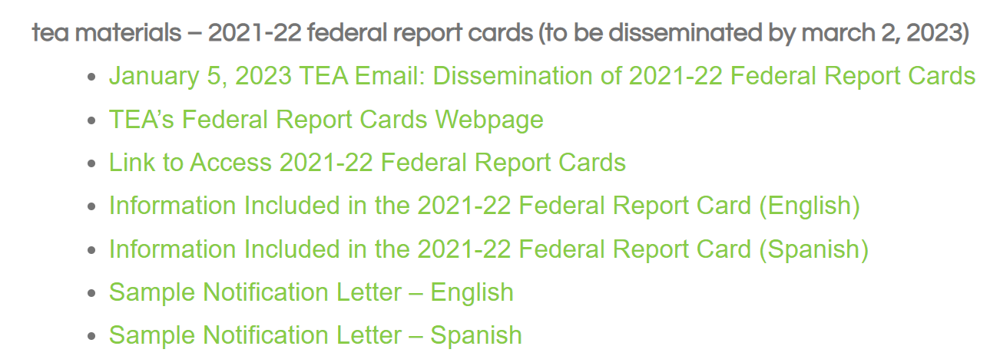 tea materials – 2021-22 federal report cards (to be disseminated by march 2, 2023)
• January 5, 2023 TEA Email: Dissemination of 2021-22 Federal Report Cards
• TEA’s Federal Report Cards Webpage
• Link to Access 2021-22 Federal Report Cards
• Information Included in the 2021-22 Federal Report Card (English)
• Information Included in the 2021-22 Federal Report Card (Spanish)
• Sample Notification Letter – English
• Sample Notification Letter – Spanish